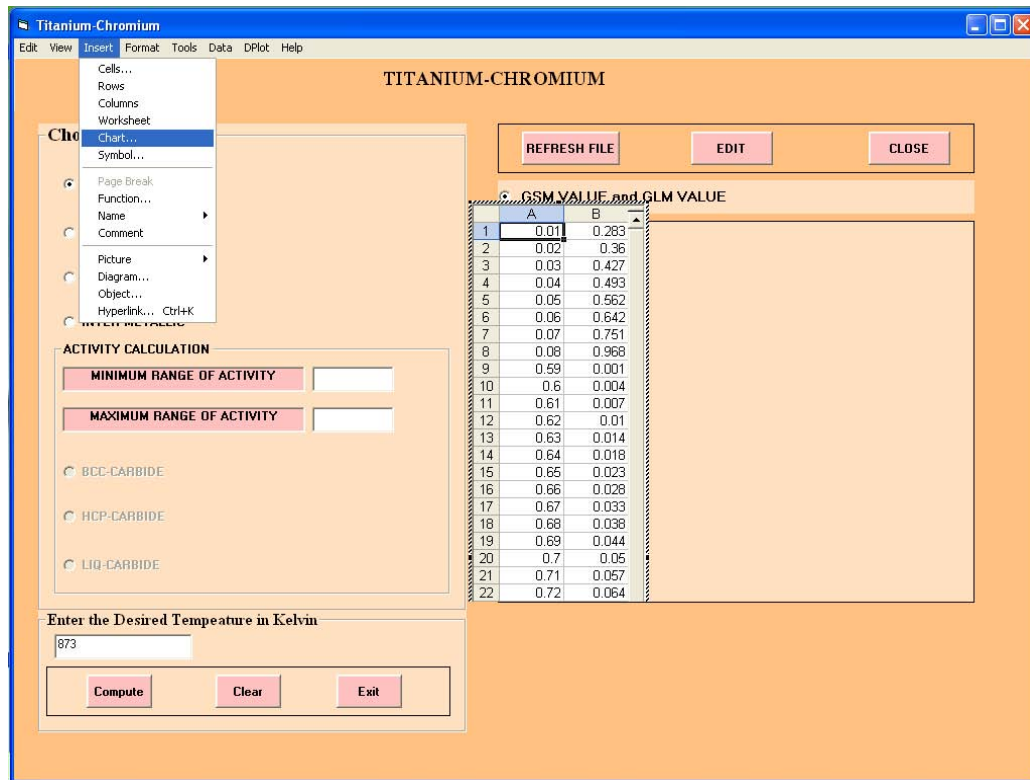 Titanium-Chromium
Edit View Insert Format Tools Data DPlot Help
Cells...
Rows
Columns
Worksheet
Chart...
Symbol...
Page Break
Function...
Name
Comment
Picture
Diagram...
Object...
Hyperlink... Ctrl+K
TITANIUM-CHROMIUM
Cho
ACTIVITY CALCULATION
MINIMUM RANGE OF ACTIVITY
MAXIMUM RANGE OF ACTIVITY
BCC-CARBIDE
HCP-CARBIDE
LIQ-CARBIDE
Enter the Desired Tempeature in Kelvin
873
Compute Clear Exit
REFRESH FILE EDIT CLOSE
GSM VALUE and GLM VALUE
A B
1 0.01 0.283
2 0.02 0.36
3 0.03 0.427
4 0.04 0.493
5 0.05 0.562
6 0.06 0.642
7 0.07 0.751
8 0.08 0.968
9 0.59 0.001
10 0.6 0.004
11 0.61 0.007
12 0.62 0.01
13 0.63 0.014
14 0.64 0.018
15 0.65 0.023
16 0.66 0.028
17 0.67 0.033
18 0.68 0.038
19 0.69 0.044
20 0.7 0.05
21 0.71 0.057
22 0.72 0.064